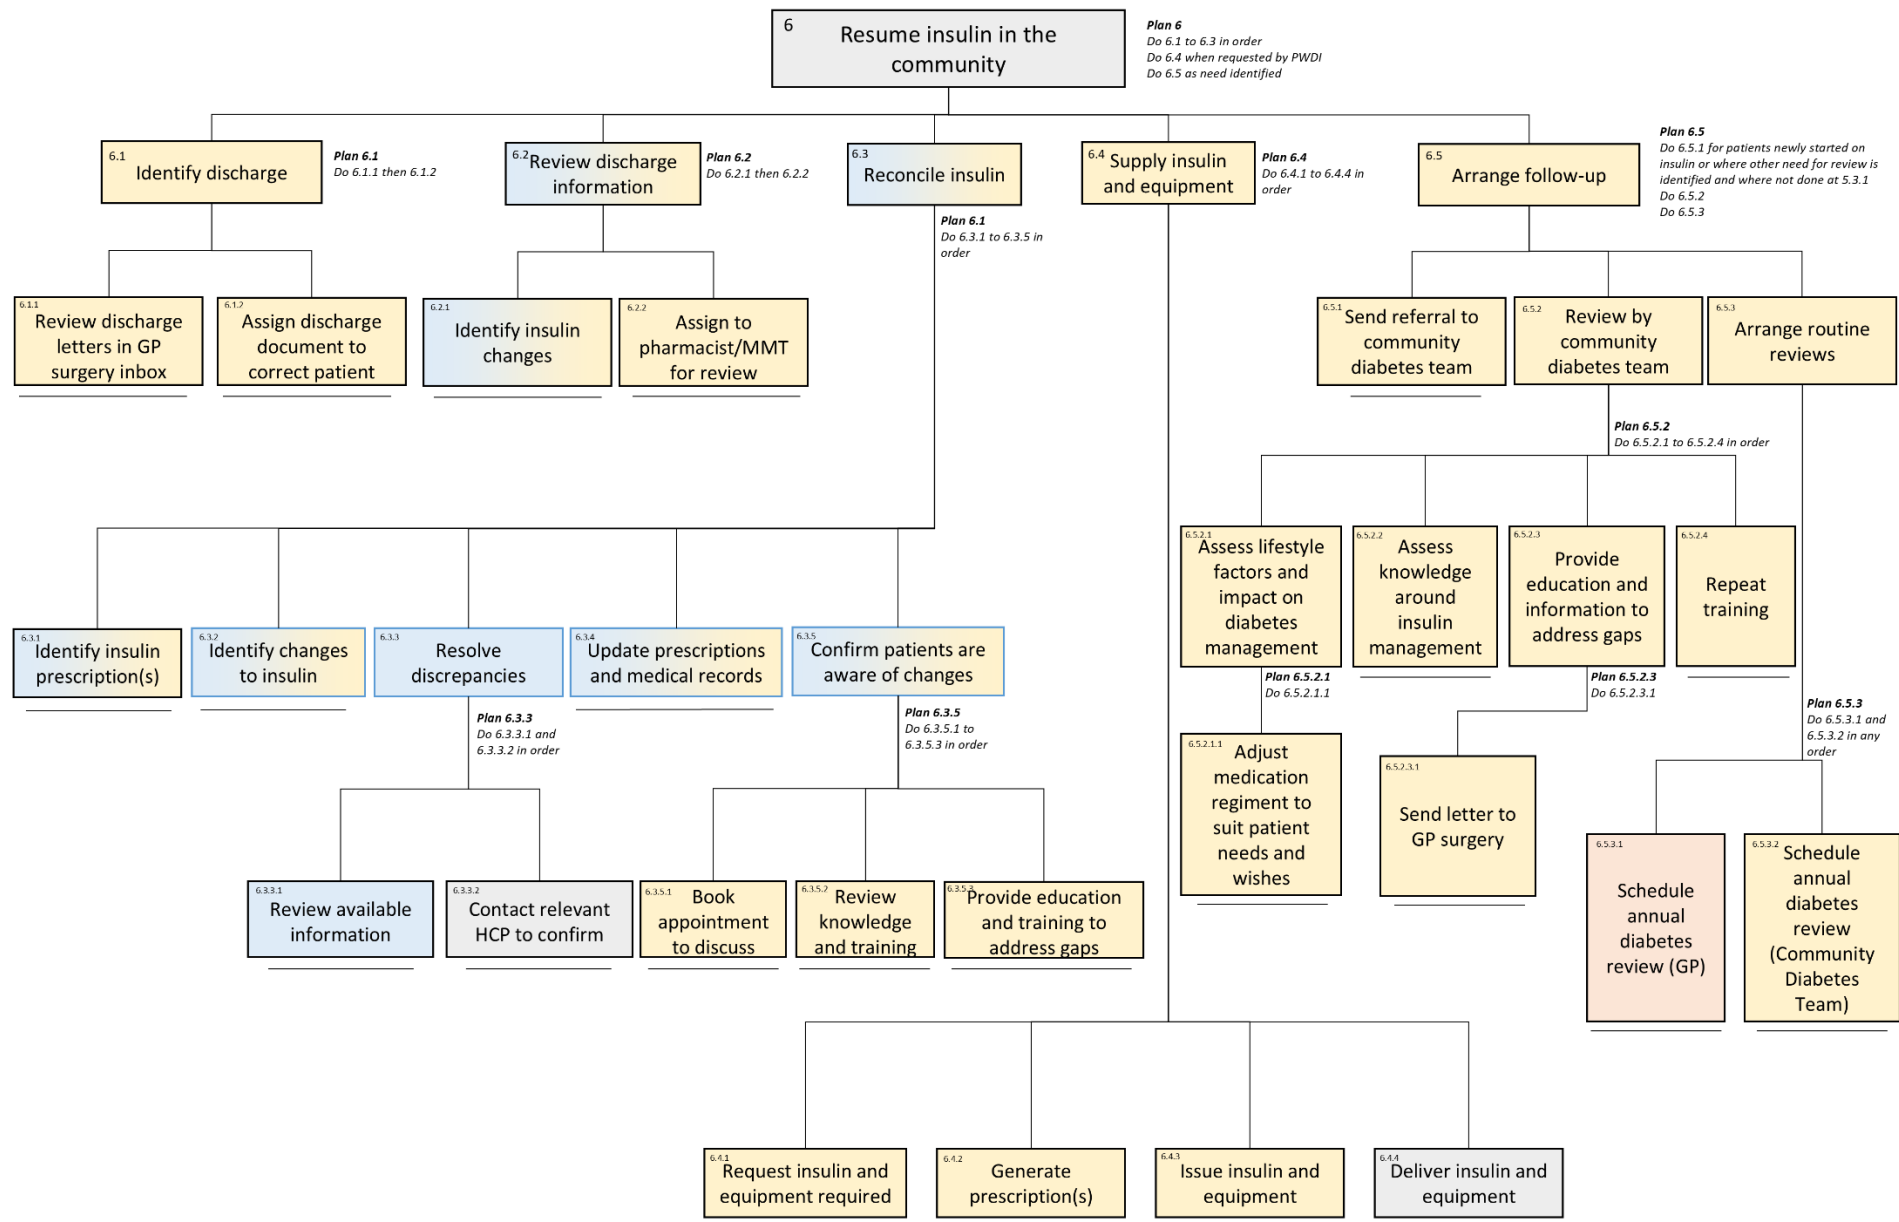 6
Resume insulin in the
community
Plan 6
Do 6.1 to 6.3 in order
Do 6.4 when requested by PWDI
Do 6.5 as need identified
6.1
Identify discharge
Plan 6.1
Do 6.1.1 then 6.1.2
6.2
Review discharge
information
Plan 6.2
Do 6.2.1 then 6.2.2
6.3
Reconcile insulin
Plan 6.1
Do 6.3.1 to 6.3.5 in
order
6.4
Supply insulin
and equipment
Plan 6.4
Do 6.4.1 to 6.4.4 in
order
6.5
Arrange follow-up
Plan 6.5
Do 6.5.1 for patients newly started on
insulin or where other need for review is
identified and where not done at 5.3.1
Do 6.5.2
Do 6.5.3
6.1.1
Review discharge
letters in GP
surgery inbox
6.1.2
Assign discharge
document to
correct patient
6.2.1
Identify insulin
changes
6.2.2
Assign to
pharmacist/MMT
for review
6.5.1
Send referral to
community
diabetes team
6.5.2
Review by
community
diabetes team
6.5.3
Arrange routine
reviews
Plan 6.5.2
Do 6.5.2.1 to 6.5.2.4 in order
6.5.2.1
Assess lifestyle
factors and
impact on
diabetes
management
6.5.2.2
Assess
knowledge
around
insulin
management
6.5.2.3
Provide
education and
information to
address gaps
6.5.2.4
Repeat
training
6.3.1
Identify insulin
prescription(s)
6.3.2
Identify changes
to insulin
6.3.3
Resolve
discrepancies
6.3.4
Update prescriptions
and medical records
6.3.5
Confirm patients are
aware of changes
Plan 6.3.3
Do 6.3.3.1 and
6.3.3.2 in order
Plan 6.3.5
Do 6.3.5.1 to
6.3.5.3 in order
Plan 6.5.2.1
Do 6.5.2.1.1
Plan 6.5.2.3
Do 6.5.2.3.1
Plan 6.5.3
Do 6.5.3.1 and
6.5.3.2 in any
order
6.5.2.1.1
Adjust
medication
regiment to
suit patient
needs and
wishes
6.5.2.3.1
Send letter to
GP surgery
6.5.3.1
Schedule
annual
diabetes
review (GP)
6.5.3.2
Schedule
annual
diabetes
review
(Community
Diabetes
Team)
6.3.3.1
Review available
information
6.3.3.2
Contact relevant
HCP to confirm
6.3.5.1
Book
appointment
to discuss
6.3.5.2
Review
knowledge
and training
6.3.5.3
Provide education
and training to
address gaps
6.4.1
Request insulin and
equipment required
6.4.2
Generate
prescription(s)
6.4.3
Issue insulin and
equipment
6.4.4
Deliver insulin and
equipment